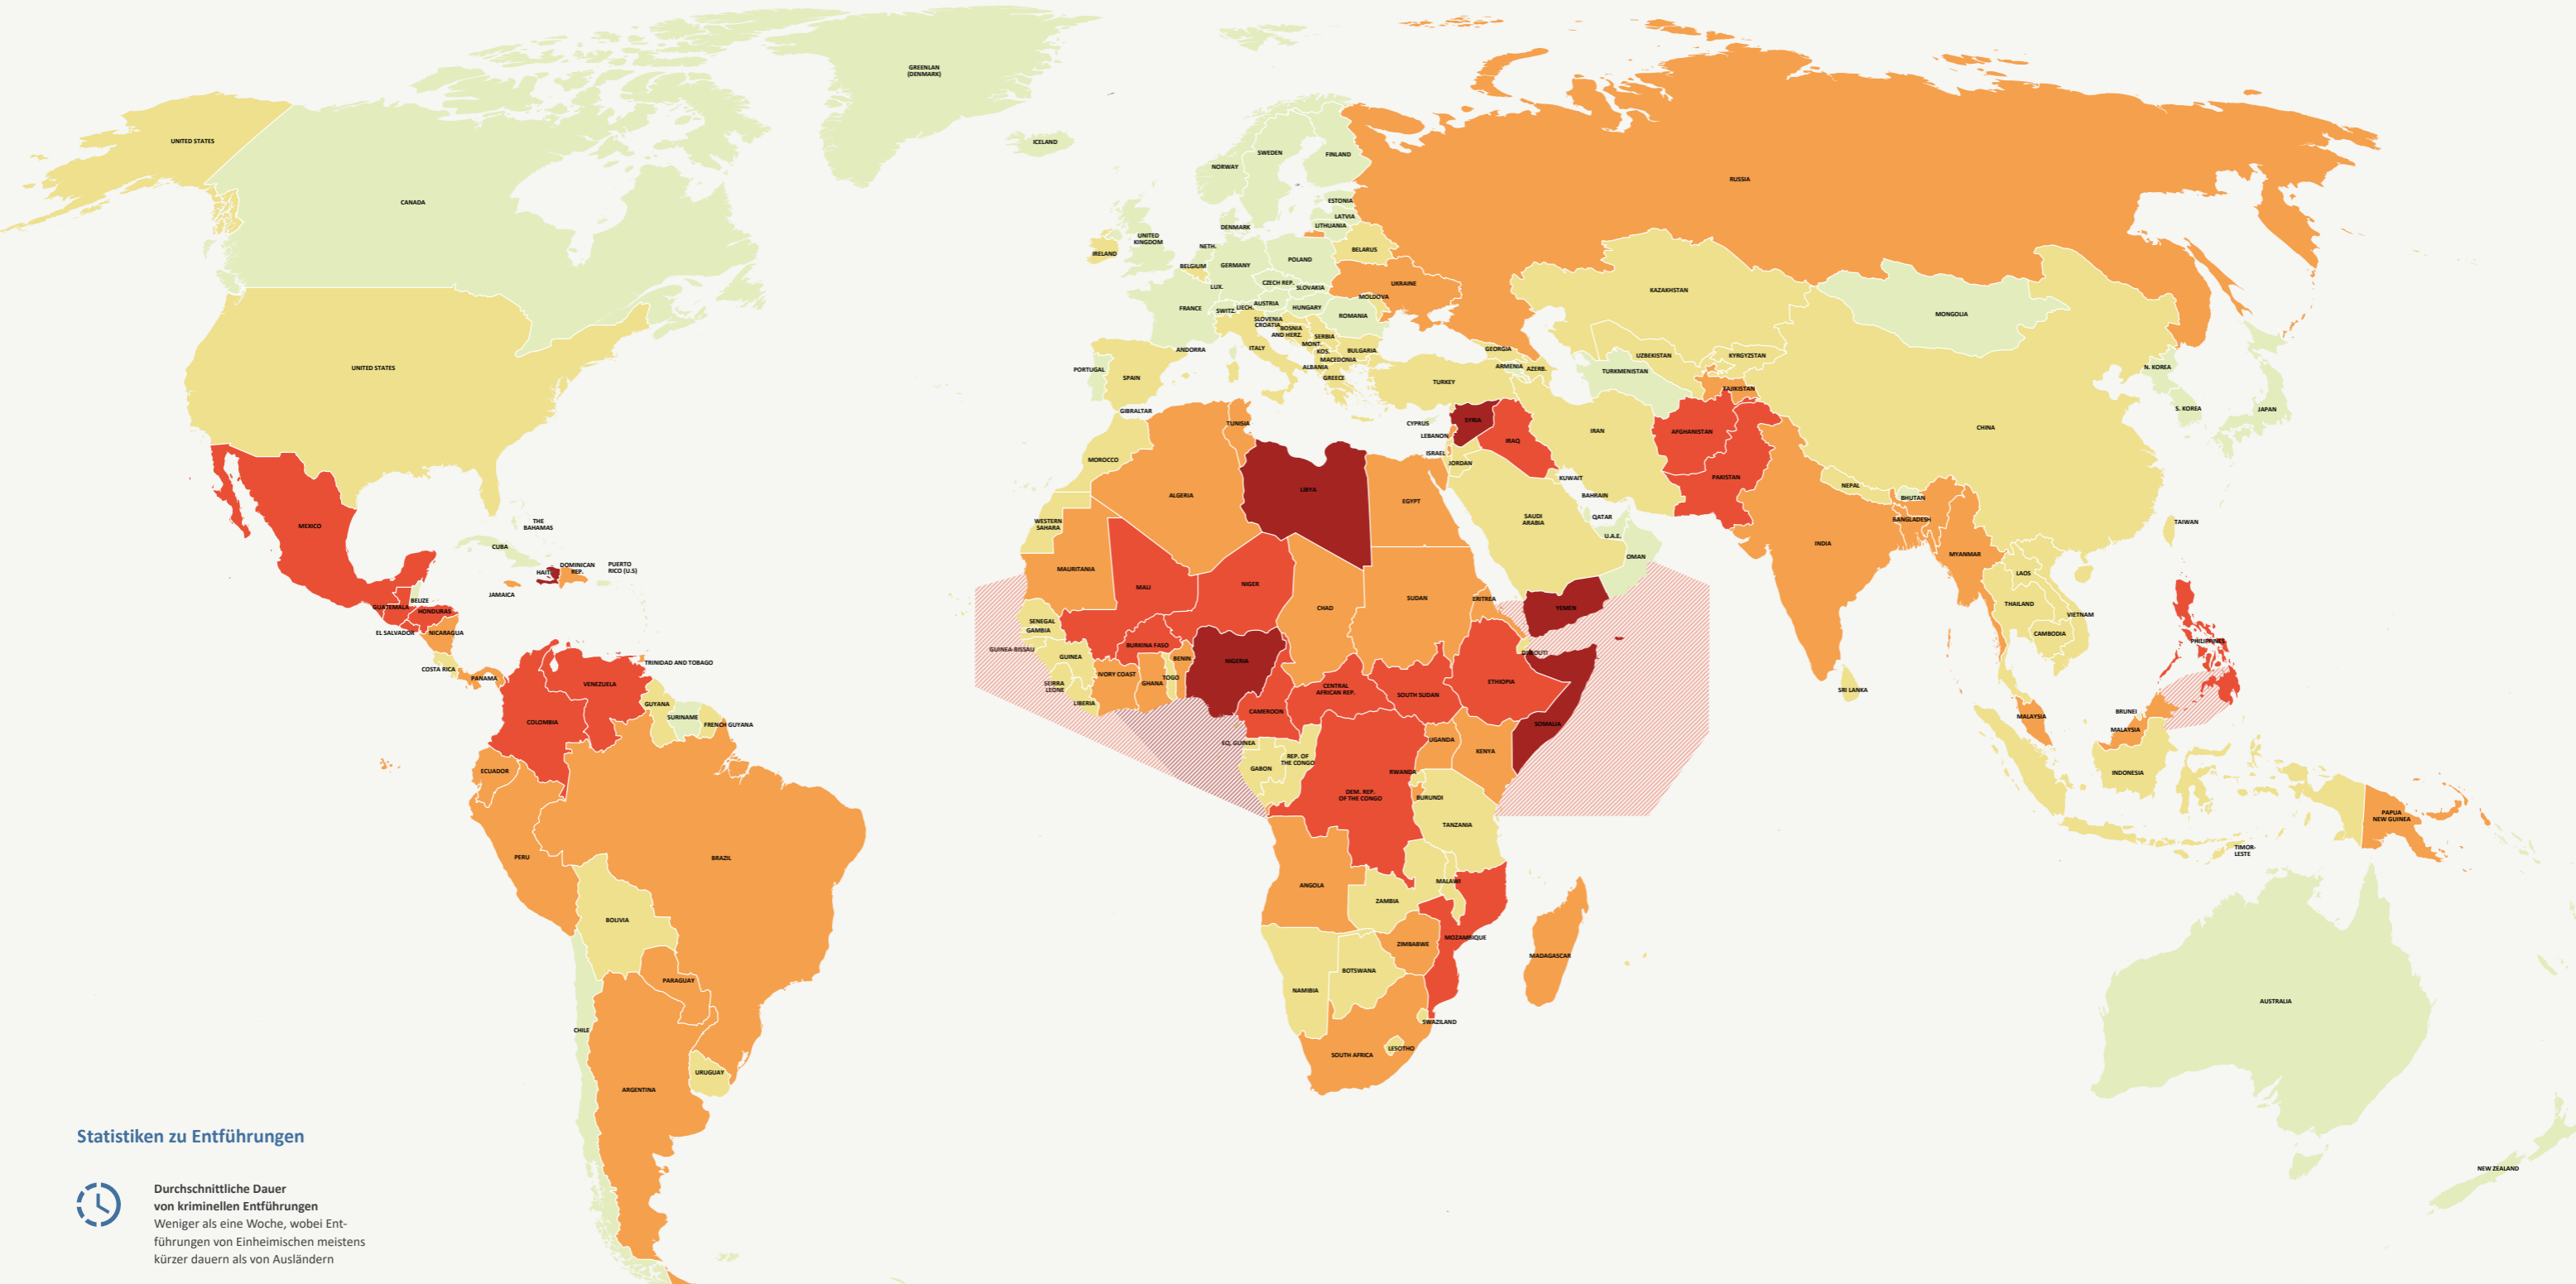 GREENLAN
(DENMARK)
UNITED STATES
CANADA
ICELAND
SWEDEN
FINLAND
NORWAY
RUSSIA
ESTONIA
LATVIA
LITHUANIA
DENMARK
UNITED
KINGDOM
NETH.
IRELAND
BELARUS
BELGIUM
GERMANY
POLAND
LUX.
CZECH REP.
SLOVAKIA
UKRAINE
KAZAKHSTAN
MOLDOVA
FRANCE
SWITZ.
LIECH.
AUSTRIA
HUNGARY
ROMANIA
MONGOLIA
SLOVENIA
CROATIA
BOSNIA
AND HERZ.
SERBIA
MONT.
KOS.
BULGARIA
ANDORRA
ITALY
MACEDONIA
ALBANIA
GREECE
GEORGIA
UZBEKISTAN
KYRGYZSTAN
UNITED STATES
PORTUGAL
SPAIN
TURKEY
ARMENIA
AZERB.
TURKMENISTAN
TAJIKISTAN
N. KOREA
S. KOREA
JAPAN
GIBRALTAR
TUNISIA
CYPRUS
SYRIA
LEBANON
IRAQ
IRAN
AFGHANISTAN
CHINA
MOROCCO
ISRAEL
JORDAN
KUWAIT
PAKISTAN
NEPAL
BHUTAN
ALGERIA
LIBYA
EGYPT
BAHRAIN
QATAR
SAUDI
ARABIA
U.A.E.
OMAN
BANGLADESH
TAIWAN
MEXICO
THE
BAHAMAS
CUBA
WESTERN
SAHARA
INDIA
MYANMAR
LAOS
HAITI
DOMINICAN
REP.
PUERTO
RICO (U.S)
JAMAICA
MAURITANIA
MALI
NIGER
CHAD
SUDAN
ERITREA
YEMEN
THAILAND
VIETNAM
GUATEMALA
BELIZE
HONDURAS
EL SALVADOR
NICARAGUA
SENEGAL
GAMBIA
GUINEA-BISSAU
GUINEA
BURKINA FASO
BENIN
NIGERIA
DJIBOUTI
CAMBODIA
PHILIPPINES
COSTA RICA
PANAMA
TRINIDAD AND TOBAGO
VENEZUELA
SEIRRA
LEONE
LIBERIA
IVORY COAST
GHANA
TOGO
CENTRAL
AFRICAN REP.
SOUTH SUDAN
ETHIOPIA
SRI LANKA
GUYANA
SURINAME
FRENCH GUYANA
COLOMBIA
CAMEROON
SOMALIA
BRUNEI
MALAYSIA
MALAYSIA
ECUADOR
EQ. GUINEA
GABON
REP. OF
THE CONGO
UGANDA
KENYA
RWANDA
INDONESIA
DEM. REP.
OF THE CONGO
BURUNDI
TANZANIA
PAPUA
NEW GUINEA
TIMOR-
LESTE
PERU
BRAZIL
ANGOLA
MALAWI
ZAMBIA
BOLIVIA
ZIMBABWE
MOZAMBIQUE
MADAGASCAR
PARAGUAY
BOTSWANA
NAMIBIA
AUSTRALIA
CHILE
SWAZILAND
LESOTHO
SOUTH AFRICA
URUGUAY
ARGENTINA
NEW ZEALAND
Statistiken zu Entführungen
Durchschnittliche Dauer
von kriminellen Entführungen
Weniger als eine Woche, wobei Ent-
führungen von Einheimischen meistens
kürzer dauern als von Ausländern